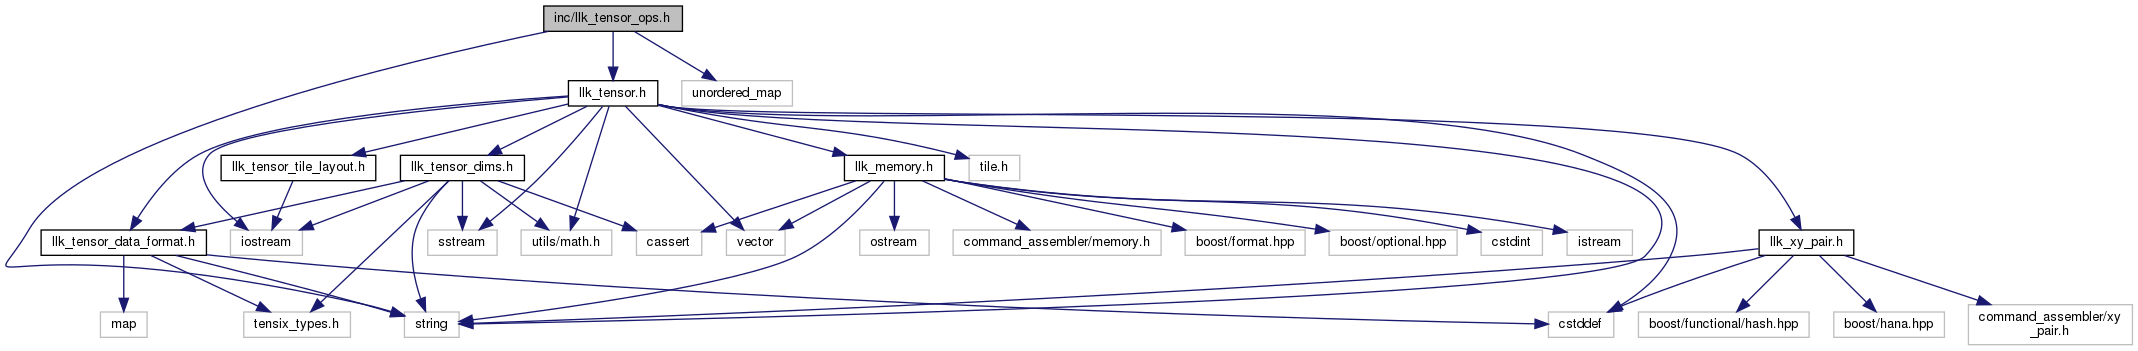 inc/llk_tensor_ops.h
llk_tensor.h
unordered_map
llk_tensor_tile_layout.h
llk_tensor_dims.h
llk_memory.h
tile.h
llk_tensor_data_format.h
iostream
sstream
utils/math.h
cassert
vector
ostream
command_assembler/memory.h
boost/format.hpp
boost/optional.hpp
cstdint
istream
llk_xy_pair.h
map
tensix_types.h
string
cstddef
boost/functional/hash.hpp
boost/hana.hpp
command_assembler/xy
_pair.h